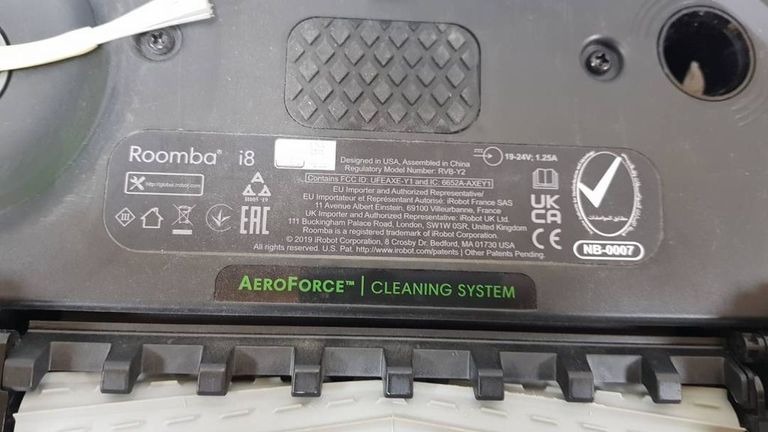 Roomba® i8
Designed in USA, Assembled in China
Regulatory Model Number: RVB-Y2
19-24V; 1.25A
http://global.irobot.com
Contains FCC ID: UFEAXE-Y1 and IC: 6652A-AXEY1
EU Importer and Authorized Representative/
EU Importateur et Représentant Autorisé: iRobot France SAS
11 Avenue Albert Einstein, 69100 Villeurbanne, France
UK Importer and Authorized Representative: iRobot UK Ltd.
111 Buckingham Palace Road, London, SW1W 0SR, United Kingdom
Roomba is a registered trademark of iRobot Corporation.
© 2019 iRobot Corporation, 8 Crosby Dr. Bedford, MA 01730 USA
All rights reserved. U.S. Pat. http://www.irobot.com/patents | Other Patents Pending.
III
EAC
UK
CA
CE
NB-0007
AEROFORCE™ | CLEANING SYSTEM